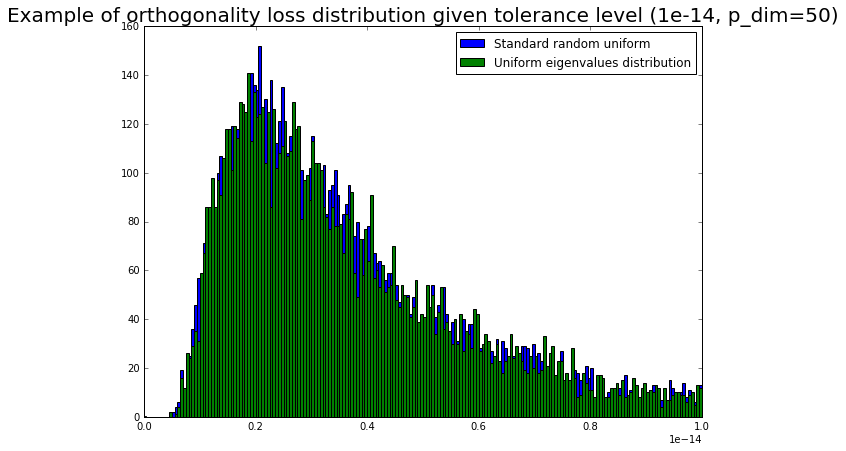 Example of orthogonality loss distribution given tolerance level (1e-14, p_dim=50)
160
140
120
100
80
60
40
20
0
Standard random uniform
Uniform eigenvalues distribution
0.0 0.2 0.4 0.6 0.8 1.0
1e−14